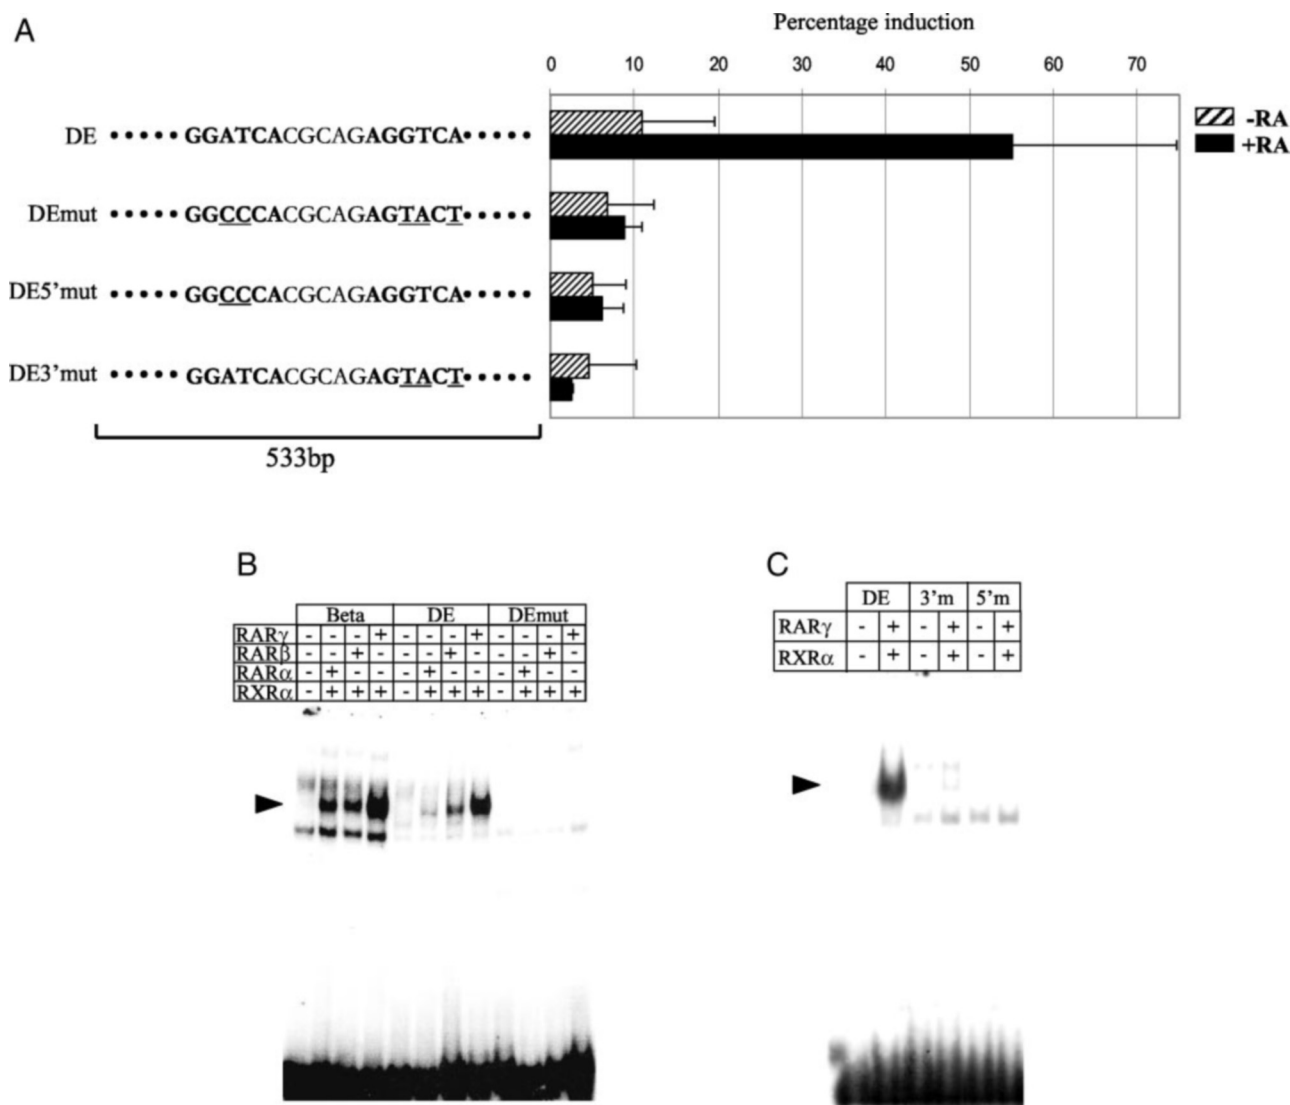 A
Percentage induction
0 10 20 30 40 50 60 70
DE •••••GGATCACGCAGAGGTCA•••••
-RA
+RA
DEmut •••••GGCCCACGCAGAGTACT•••••
DE5'mut •••••GGCCCACGCAGAGGTCA•••••
DE3'mut •••••GGATCACGCAGAGTACT•••••
533bp
B
Beta DE DEmut
RARγ - - - + - - - + - - - +
RARβ - - + - - - + - - - + -
RARα - + - - - + - - - + - -
RXRα - + + + - + + + - + + +
C
DE 3'm 5'm
RARγ - + - + - +
RXRα - + - + - +